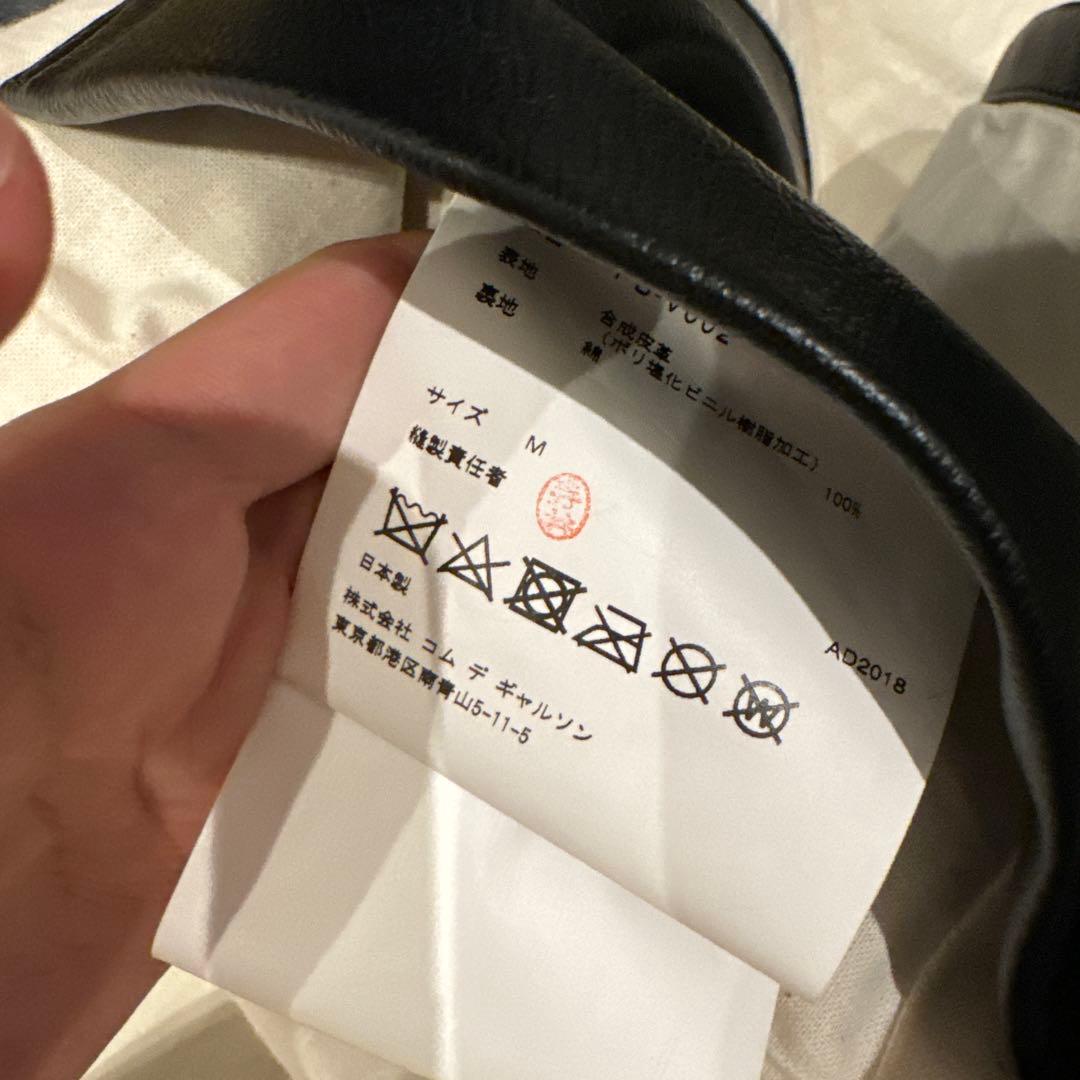 表地
合成皮革
(ポリ塩化ビニル樹脂加工)
裏地
綿 100%
サイズ M
縫製責任者
日本製
株式会社 コム デ ギャルソン
東京都港区南青山5-11-5
AD2018